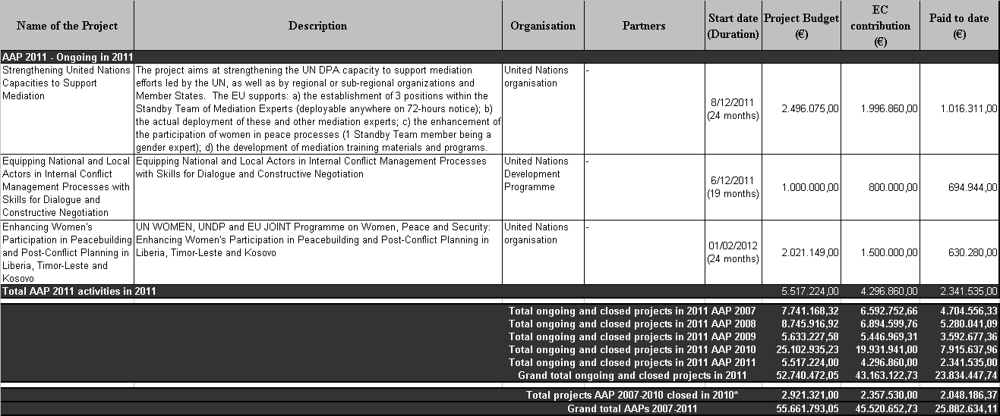 Name of the Project Description Organisation Partners Start date (Duration) Project Budget (€) EC contribution (€) Paid to date (€)
AAP 2011 - Ongoing in 2011
Strengthening United Nations
Capacities to Support
Mediation
The project aims at strengthening the UN DPA capacity to support mediation
efforts led by the UN, as well as by regional or sub-regional organizations and
Member States. The EU supports: a) the establishment of 3 positions within the
Standby Team of Mediation Experts (deployable anywhere on 72-hours notice); b)
the actual deployment of these and other mediation experts; c) the enhancement of
the participation of women in peace processes (1 Standby Team member being a
gender expert); d) the development of mediation training materials and programs.
United Nations
organisation
-
8/12/2011
(24 months)
2.496.075,00
1.996.860,00
1.016.311,00
Equipping National and Local
Actors in Internal Conflict
Management Processes with
Skills for Dialogue and
Constructive Negotiation
Equipping National and Local Actors in Internal Conflict Management Processes
with Skills for Dialogue and Constructive Negotiation
United Nations
Development
Programme
-
6/12/2011
(19 months)
1.000.000,00
800.000,00
694.944,00
Enhancing Women's
Participation in Peacebuilding
and Post-Conflict Planning in
Liberia, Timor-Leste and
Kosovo
UN WOMEN, UNDP and EU JOINT Programme on Women, Peace and Security:
Enhancing Women's Participation in Peacebuilding and Post-Conflict Planning in
Liberia, Timor-Leste and Kosovo
United Nations
organisation
-
01/02/2012
(24 months)
2.021.149,00
1.500.000,00
630.280,00
Total AAP 2011 activities in 2011 5.517.224,00 4.296.860,00 2.341.535,00
Total ongoing and closed projects in 2011 AAP 2007 7.741.168,32 6.592.752,66 4.704.556,33
Total ongoing and closed projects in 2011 AAP 2008 8.745.916,92 6.894.599,76 5.280.041,09
Total ongoing and closed projects in 2011 AAP 2009 5.633.227,58 5.446.969,31 3.592.677,36
Total ongoing and closed projects in 2011 AAP 2010 25.102.935,23 19.931.941,00 7.915.637,96
Total ongoing and closed projects in 2011 AAP 2011 5.517.224,00 4.296.860,00 2.341.535,00
Grand total ongoing and closed projects in 2011 52.740.472,05 43.163.122,73 23.834.447,74
Total projects AAP 2007-2010 closed in 2010* 2.921.321,00 2.357.530,00 2.048.186,37
Grand total AAPs 2007-2011 55.661.793,05 45.520.652,73 25.882.634,11